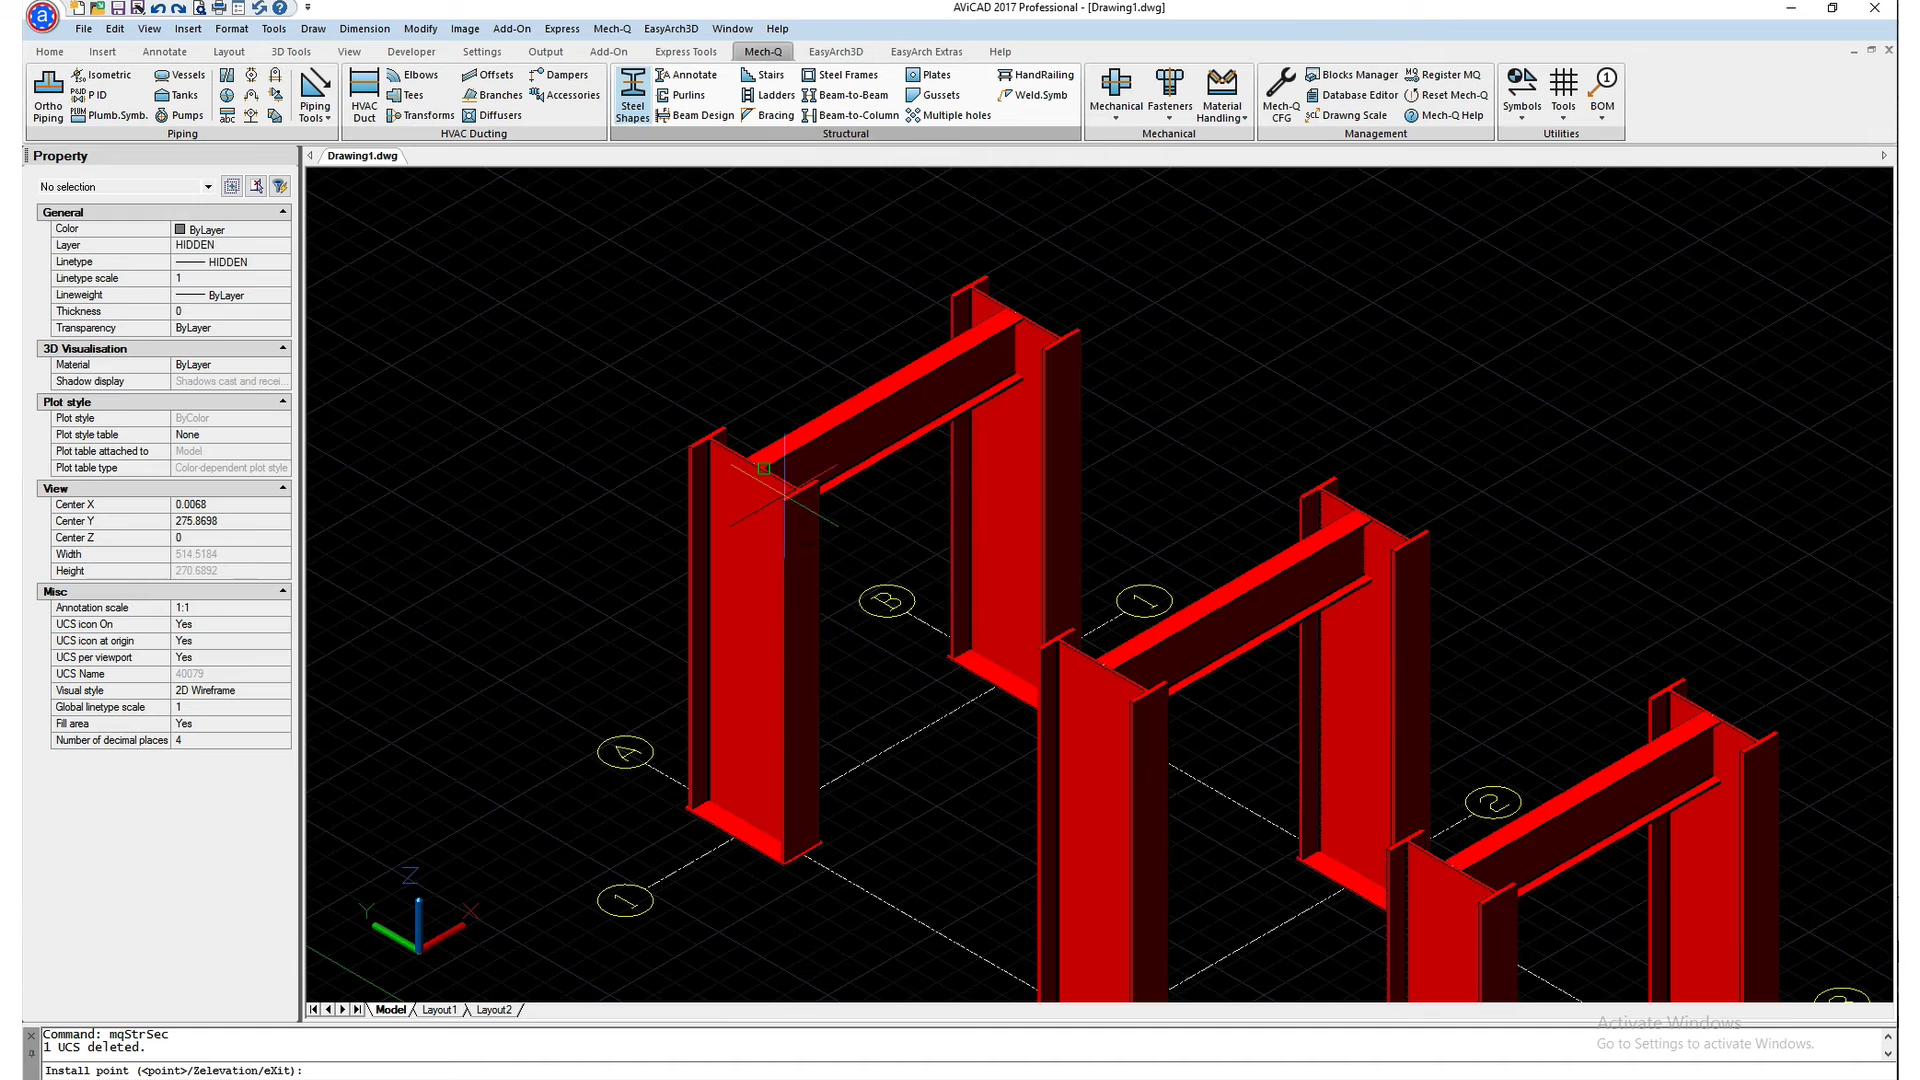 AViCAD 2017 Professional - [Drawing1.dwg]
File Edit View Insert Format Tools Draw Dimension Modify Image Add-On Express Mech-Q EasyArch3D Window Help
Home Insert Annotate Layout 3D Tools View Developer Settings Output Add-On Express Tools Mech-Q EasyArch3D EasyArch Extras Help
Isometric Vessels Elbows Offsets Dampers Annotate Stairs Steel Frames Plates HandRailing Blocks Manager Register MQ
P ID Tanks Tees Branches Accessories Purlins Ladders Beam-to-Beam Gussets Weld.Symb Database Editor Reset Mech-Q
Plumb.Symb. Pumps Transforms Diffusers Beam Design Bracing Beam-to-Column Multiple holes Drawng Scale Mech-Q Help
Ortho Piping
Piping Tools
HVAC Duct
Steel Shapes
Mechanical Fasteners Material Handling
Mech-Q CFG
Symbols Tools BOM
Piping HVAC Ducting Structural Mechanical Management Utilities
Property
Drawing1.dwg
No selection
General
Color ByLayer
Layer HIDDEN
Linetype HIDDEN
Linetype scale 1
Lineweight ByLayer
Thickness 0
Transparency ByLayer
3D Visualisation
Material ByLayer
Shadow display Shadows cast and recei...
Plot style
Plot style ByColor
Plot style table None
Plot table attached to Model
Plot table type Color-dependent plot style
View
Center X 0.0068
Center Y 275.8698
Center Z 0
Width 514.5184
Height 270.6892
Misc
Annotation scale 1:1
UCS icon On Yes
UCS icon at origin Yes
UCS per viewport Yes
UCS Name 40079
Visual style 2D Wireframe
Global linetype scale 1
Fill area Yes
Number of decimal places 4
B
1
A
2
1
Z
Y X
Model Layout1 Layout2
Command: mqStrSec
1 UCS deleted.
Install point (<point>/Zelevation/eXit):
Activate Windows
Go to Settings to activate Windows.